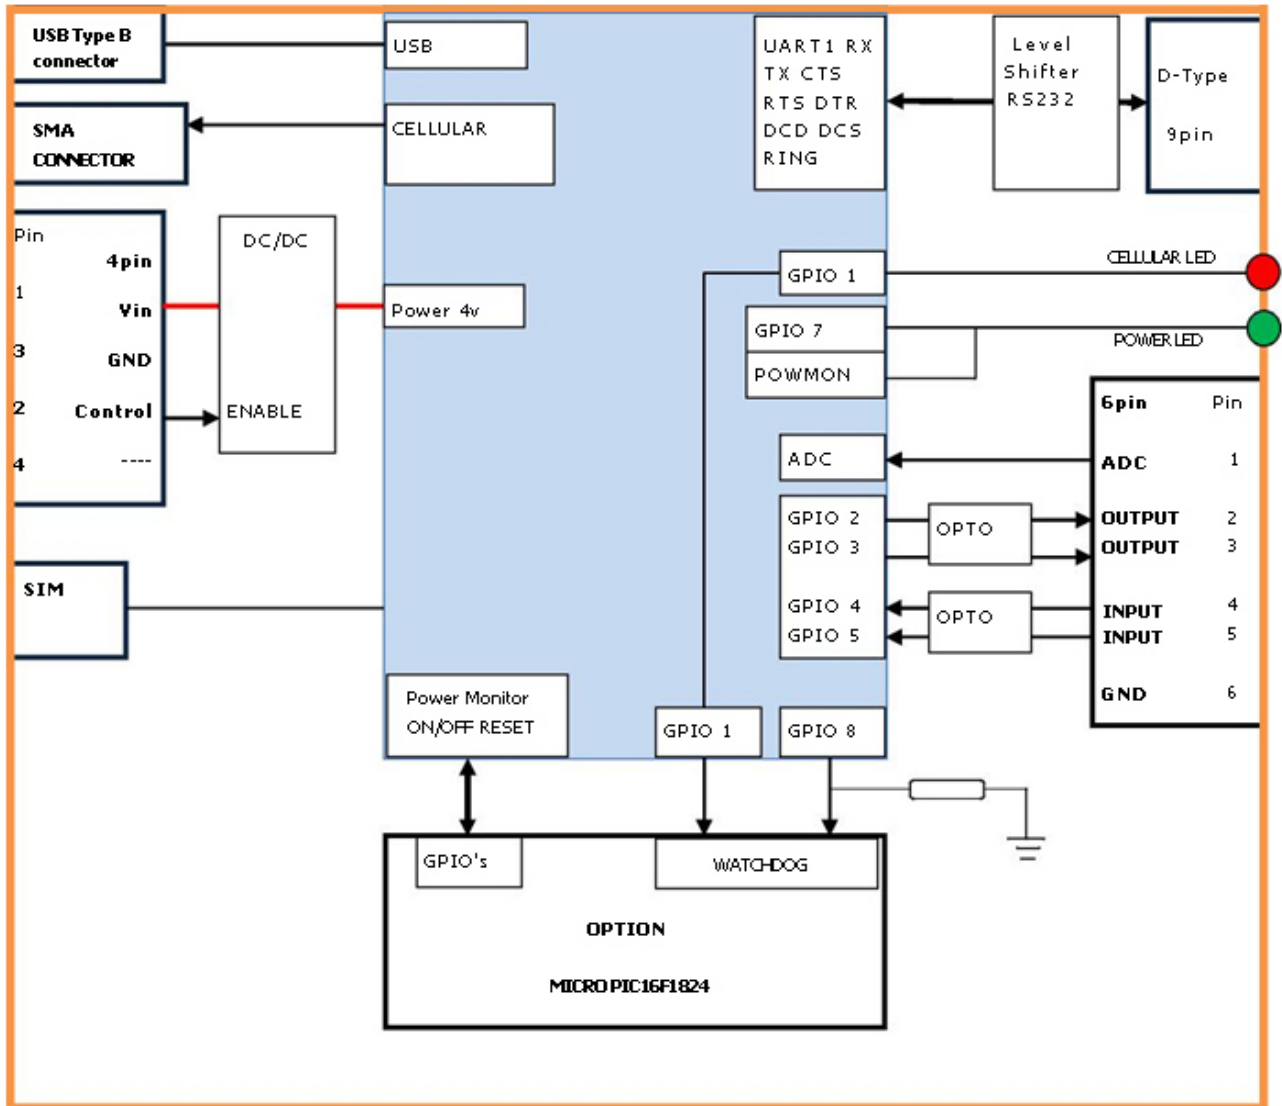 USB Type B
connector
USB
UART1 RX
TX CTS
RTS DTR
DCD DCS
RING
Level
Shifter
RS232
D-Type
9pin
SMA
CONNECTOR
CELLULAR
Pin
4pin
1
Vin
3
GND
2
Control
4
----
DC/DC
ENABLE
Power 4v
GPIO 1
CELLULAR LED
GPIO 7
POWMON
POWER LED
6pin Pin
ADC
ADC 1
GPIO 2
GPIO 3
GPIO 4
GPIO 5
OPTO
OPTO
OUTPUT 2
OUTPUT 3
INPUT 4
INPUT 5
GND 6
SIM
Power Monitor
ON/OFF RESET
GPIO 1
GPIO 8
GPIO's
WATCHDOG
OPTION
MICRO PIC16F1824